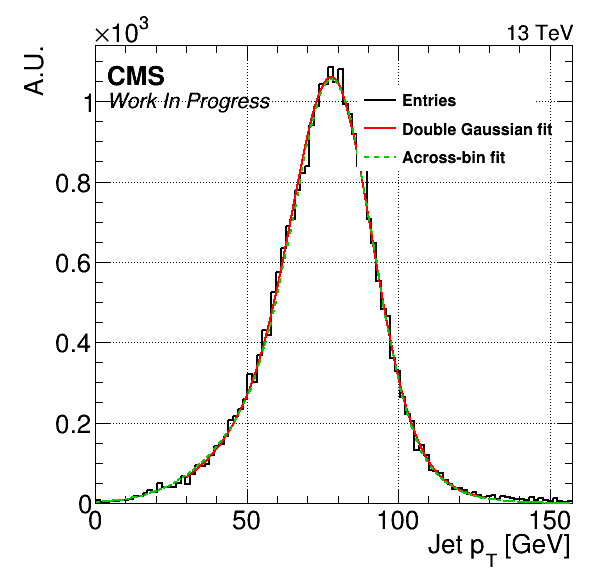 ×10³
13 TeV
A.U.
CMS
Work In Progress
Entries
Double Gaussian fit
Across-bin fit
1
0.8
0.6
0.4
0.2
0
0 50 100 150
Jet p_T [GeV]